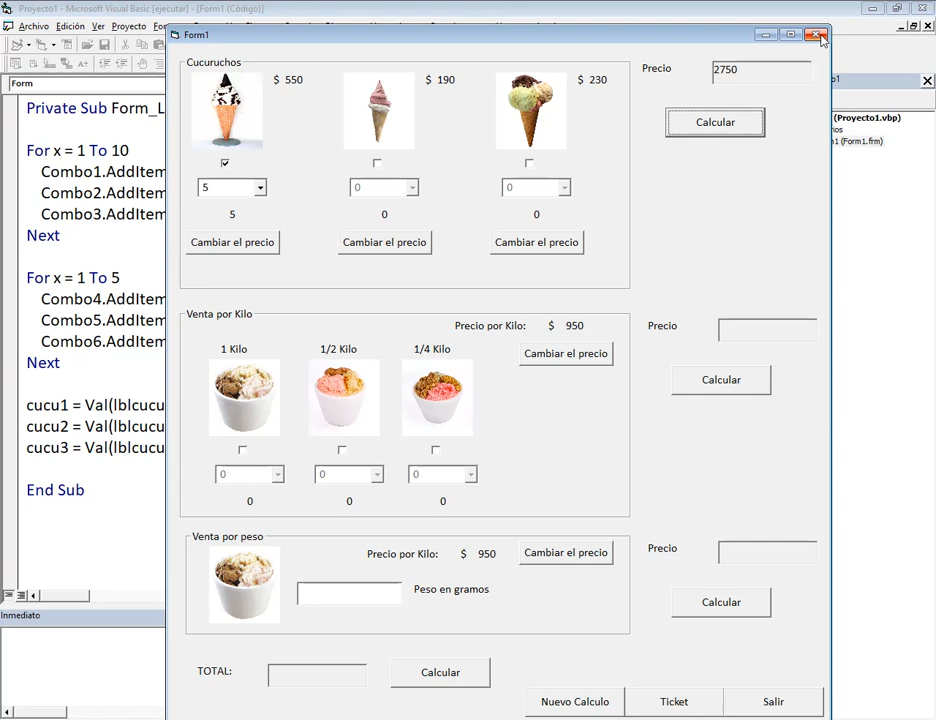 Proyecto1 - Microsoft Visual Basic [ejecutar] - [Form1 (Código)]
Archivo Edición Ver Proyecto
Form
Private Sub Form_L
For x = 1 To 10
Combo1.AddItem
Combo2.AddItem
Combo3.AddItem
Next
For x = 1 To 5
Combo4.AddItem
Combo5.AddItem
Combo6.AddItem
Next
cucu1 = Val(lblcucu
cucu2 = Val(lblcucu
cucu3 = Val(lblcucu
End Sub
Inmediato
Form1
Cucuruchos
$ 550 $ 190 $ 230
5 0 0
5 0 0
Cambiar el precio Cambiar el precio Cambiar el precio
Precio 2750
Calcular
Venta por Kilo
Precio por Kilo: $ 950
1 Kilo 1/2 Kilo 1/4 Kilo
Cambiar el precio
0 0 0
0 0 0
Precio
Calcular
Venta por peso
Precio por Kilo: $ 950
Cambiar el precio
Peso en gramos
Precio
Calcular
TOTAL:
Calcular
Nuevo Calculo Ticket Salir
(Proyecto1.vbp)
(Form1.frm)